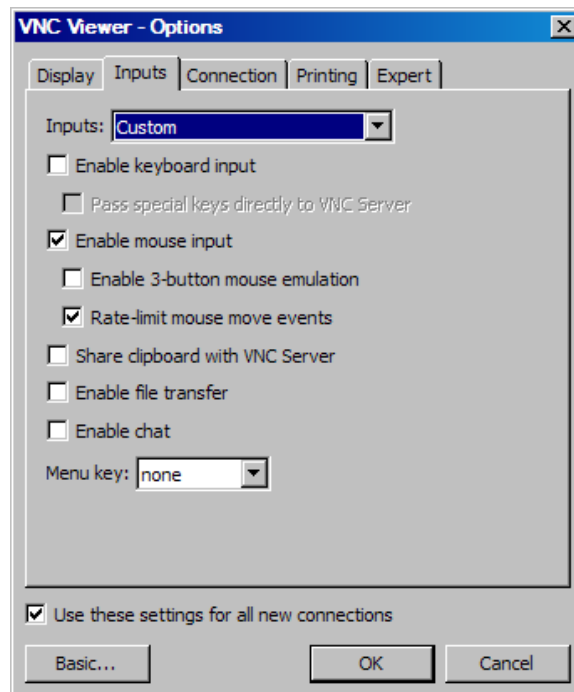 VNC Viewer - Options
Display Inputs Connection Printing Expert
Inputs: Custom
Enable keyboard input
Pass special keys directly to VNC Server
Enable mouse input
Enable 3-button mouse emulation
Rate-limit mouse move events
Share clipboard with VNC Server
Enable file transfer
Enable chat
Menu key: none
Use these settings for all new connections
Basic... OK Cancel